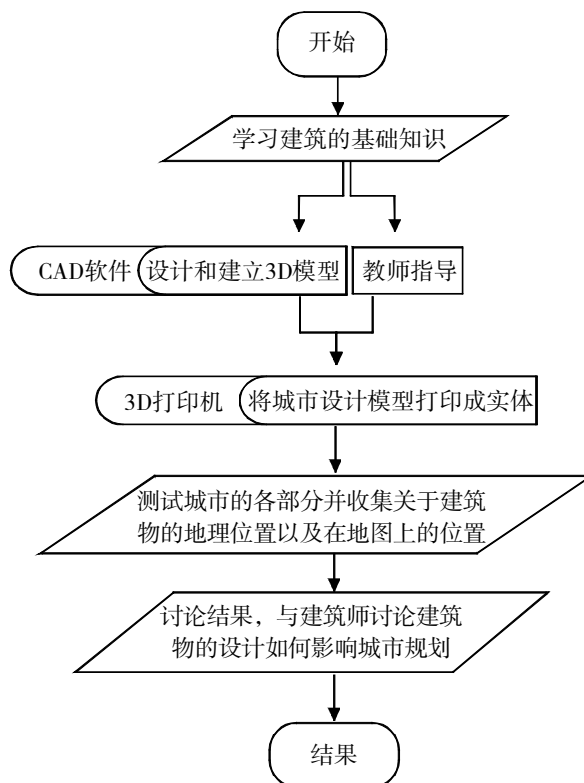 开始
学习建筑的基础知识
CAD软件
设计和建立3D模型
教师指导
3D打印机
将城市设计模型打印成实体
测试城市的各部分并收集关于建筑
物的地理位置以及在地图上的位置
讨论结果，与建筑师讨论建筑
物的设计如何影响城市规划
结果